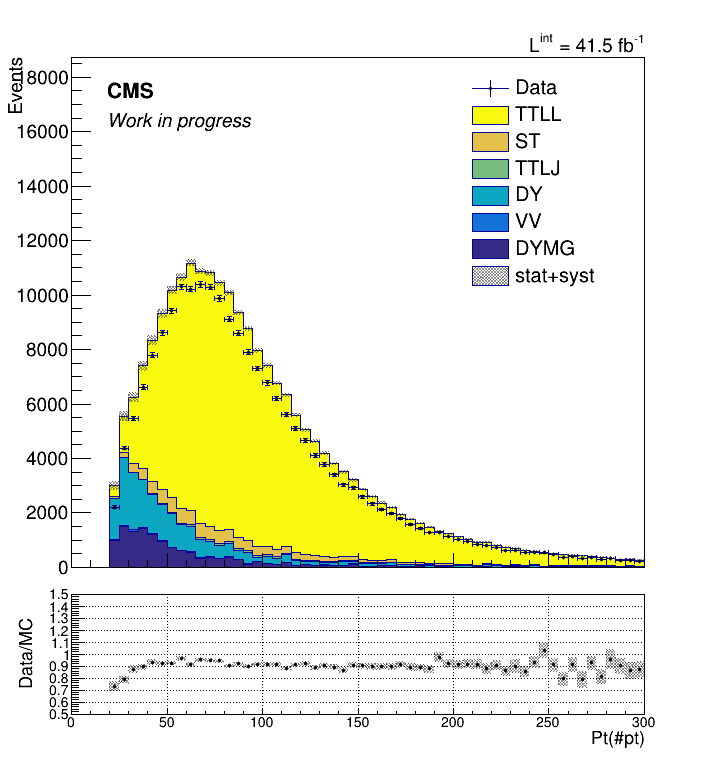 L^int = 41.5 fb^-1
Events
CMS
Work in progress
Data
TTLL
ST
TTLJ
DY
VV
DYMG
stat+syst
18000
16000
14000
12000
10000
8000
6000
4000
2000
0
Data/MC
1.5
1.4
1.3
1.2
1.1
1
0.9
0.8
0.7
0.6
0.5
0 50 100 150 200 250 300
Pt(#pt)